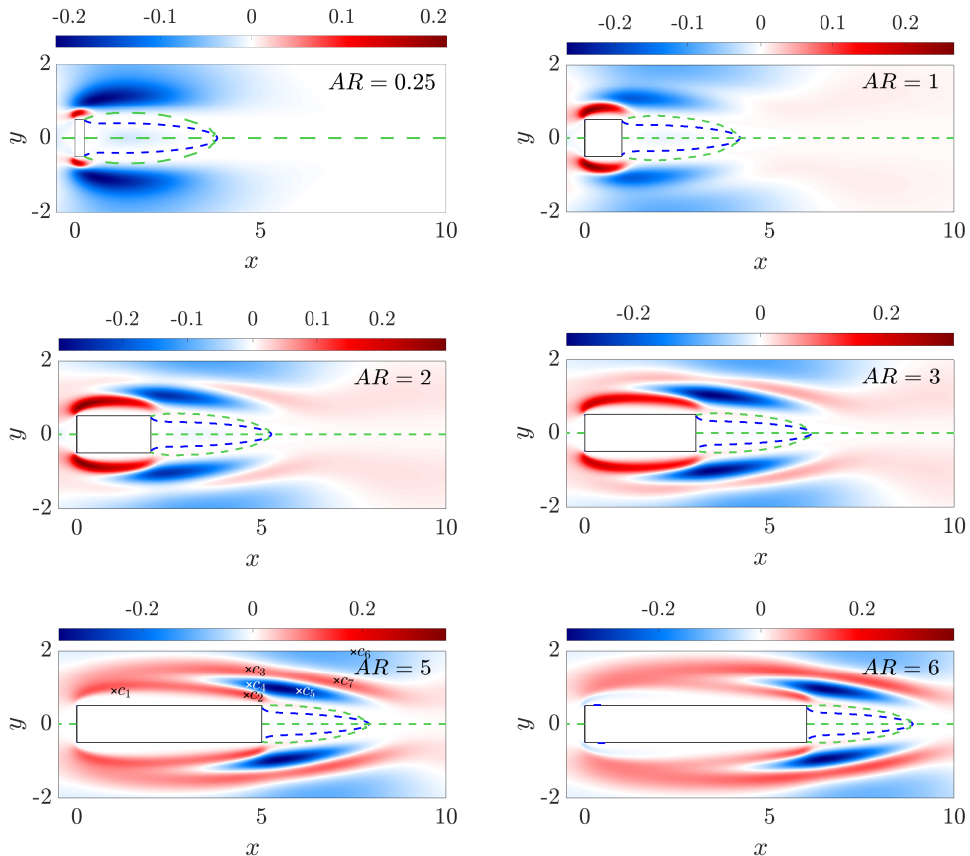 -0.2 -0.1 0 0.1 0.2
2
AR = 0.25
y
0
-2
0 5 10
x
-0.2 -0.1 0 0.1 0.2
2
AR = 1
y
0
-2
0 5 10
x
-0.2 -0.1 0 0.1 0.2
2
AR = 2
y
0
-2
0 5 10
x
-0.2 0 0.2
2
AR = 3
y
0
-2
0 5 10
x
-0.2 0 0.2
2
×c₆
AR = 5
×c₃
×c₇
×c₄
×c₁
×c₅
×c₂
y
0
-2
0 5 10
x
-0.2 0 0.2
2
AR = 6
y
0
-2
0 5 10
x